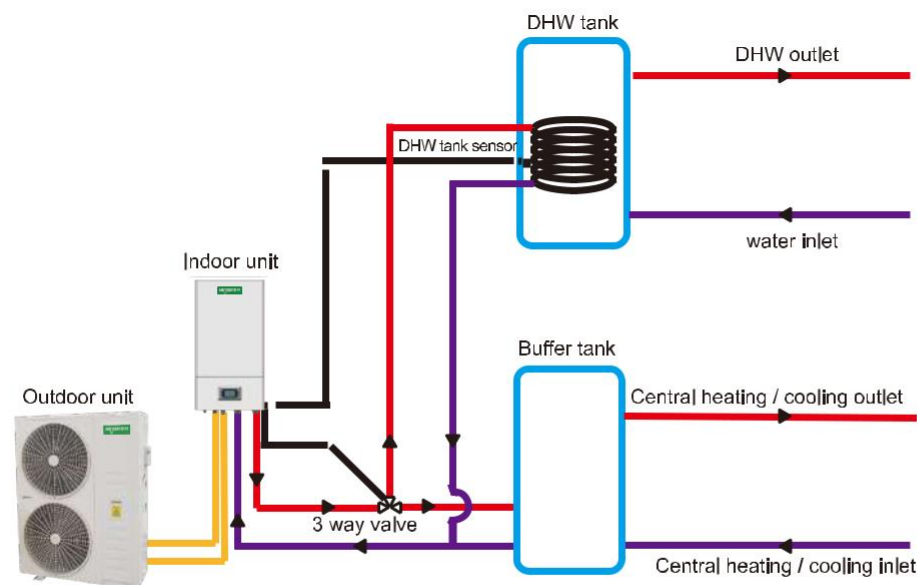 DHW tank
DHW outlet
DHW tank sensor
water inlet
Indoor unit
Buffer tank
Outdoor unit
Central heating / cooling outlet
3 way valve
Central heating / cooling inlet